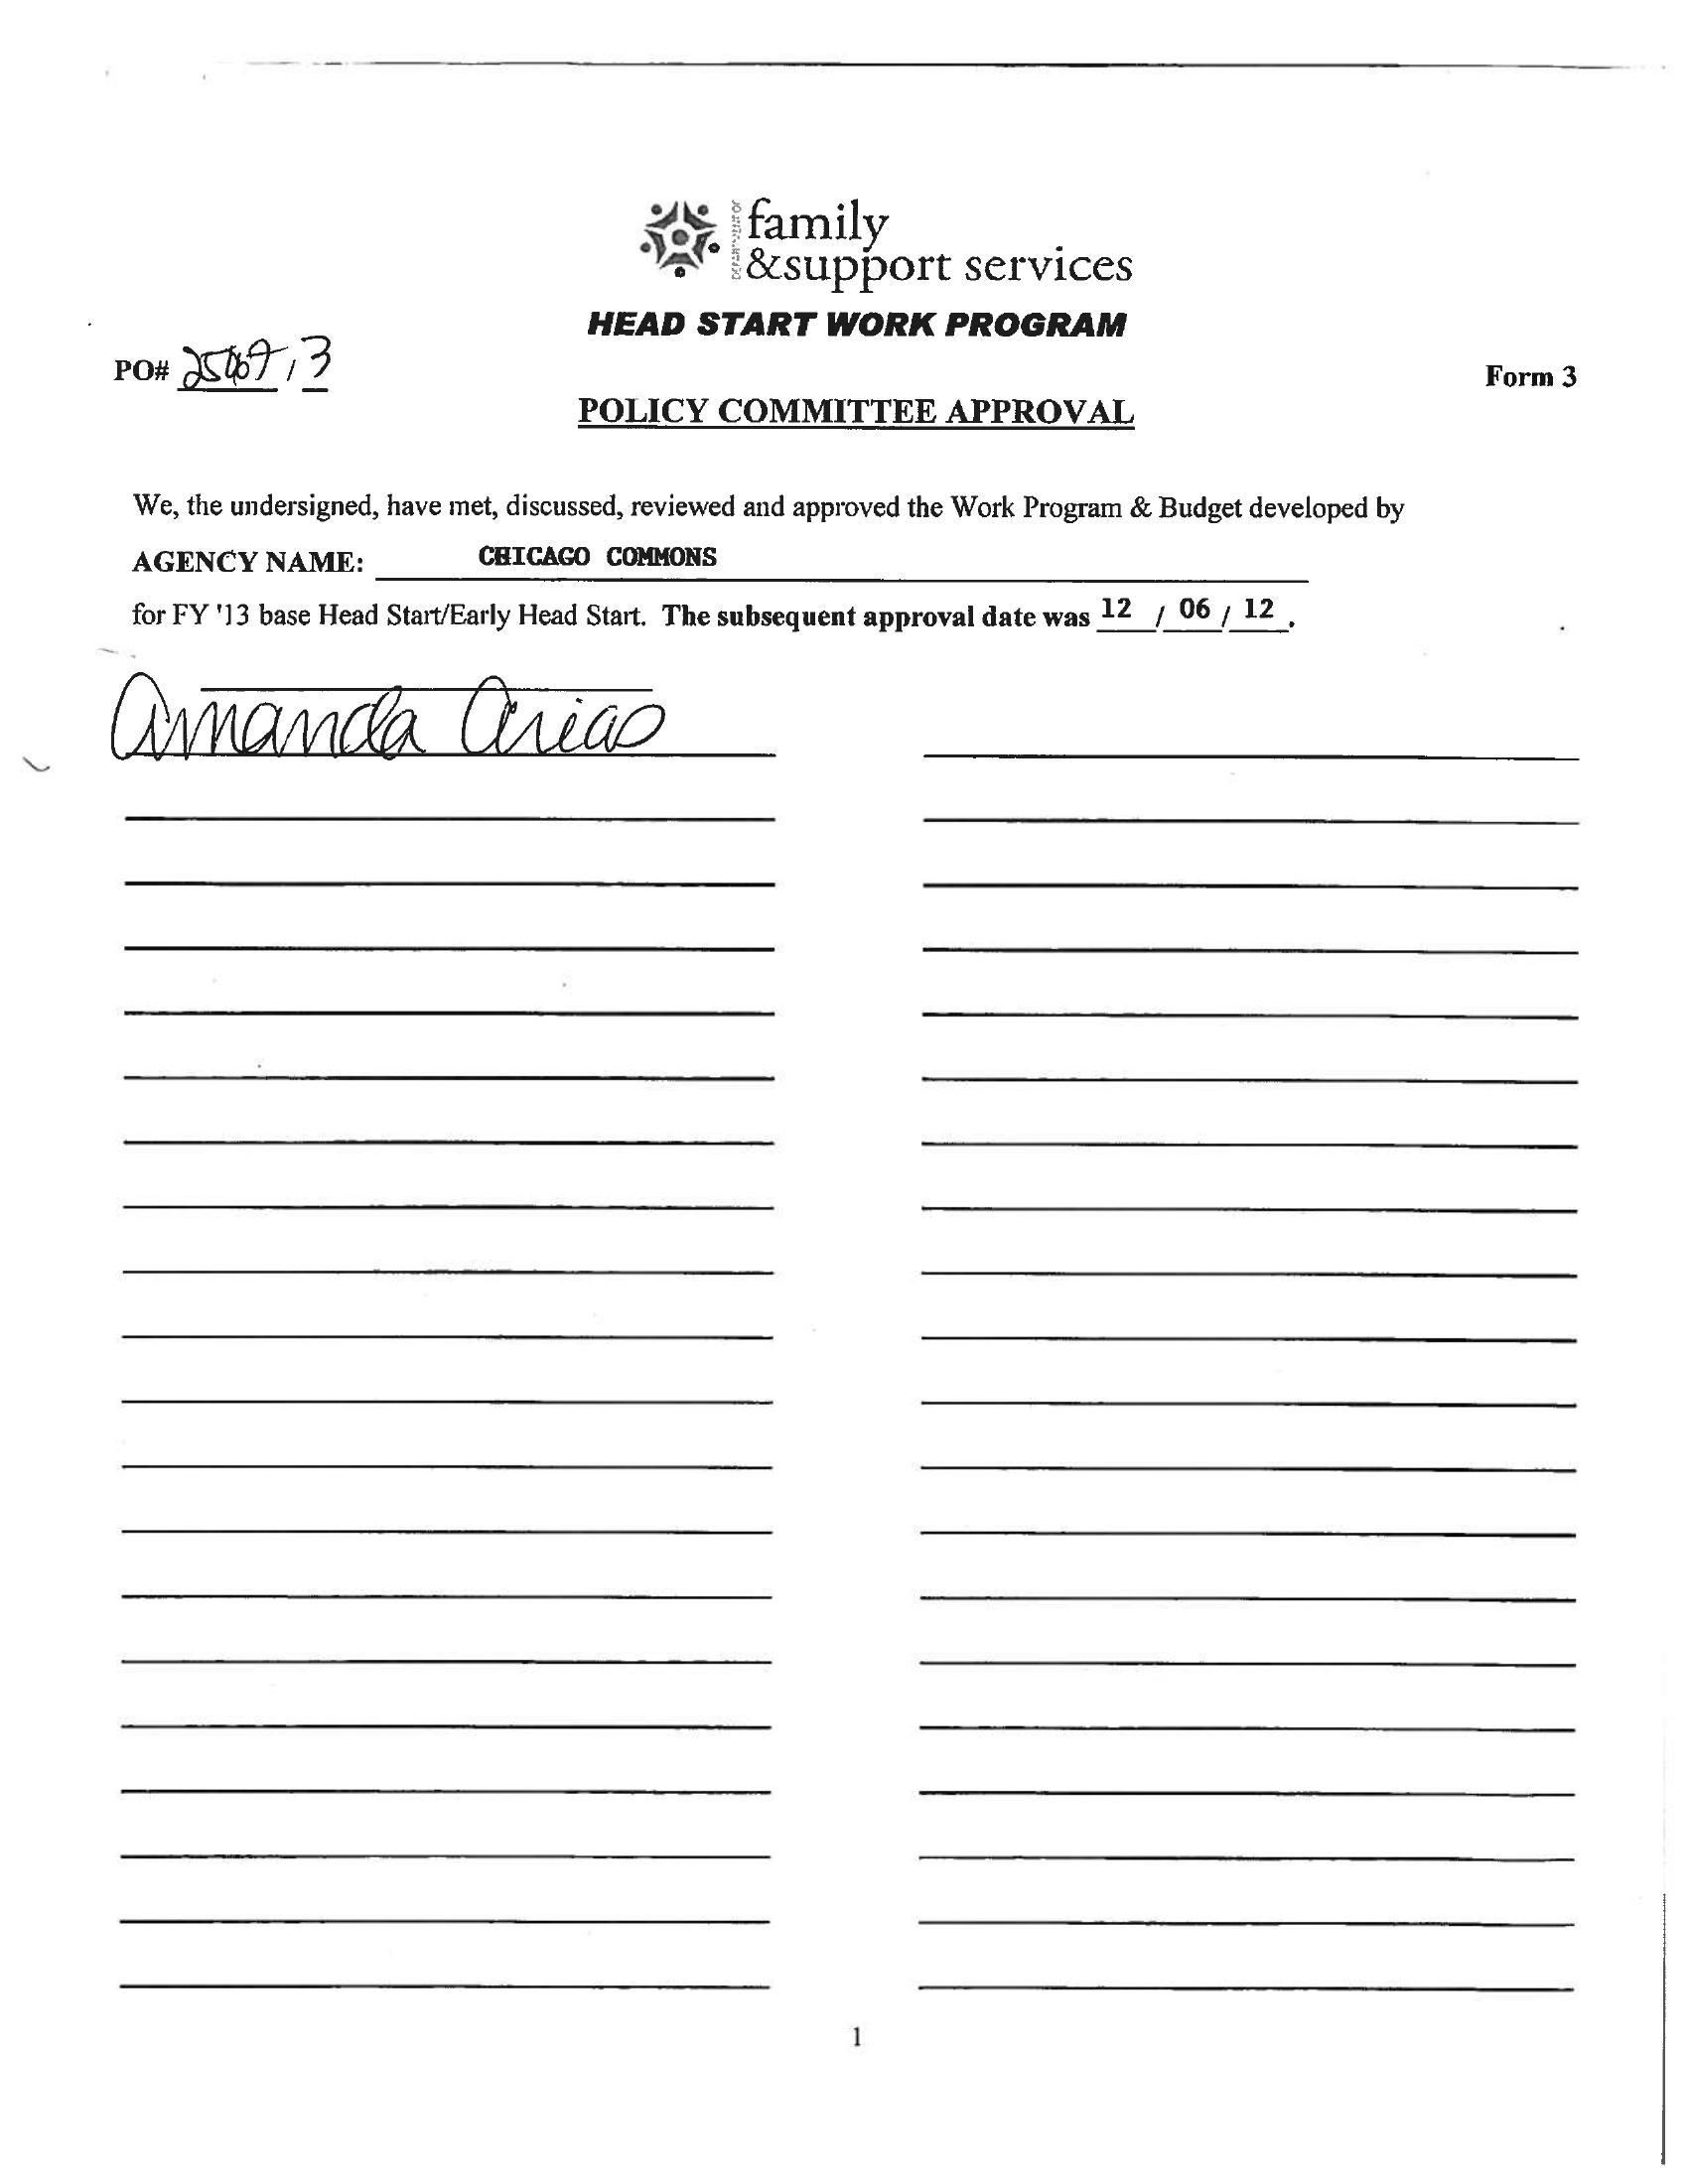 family
&support services
HEAD START WORK PROGRAM
PO# / 3
Form 3
POLICY COMMITTEE APPROVAL
We, the undersigned, have met, discussed, reviewed and approved the Work Program & Budget developed by
AGENCY NAME: CHICAGO COMMONS
for FY '13 base Head Start/Early Head Start. The subsequent approval date was 12 / 06 / 12 .
Amanda Arias
1